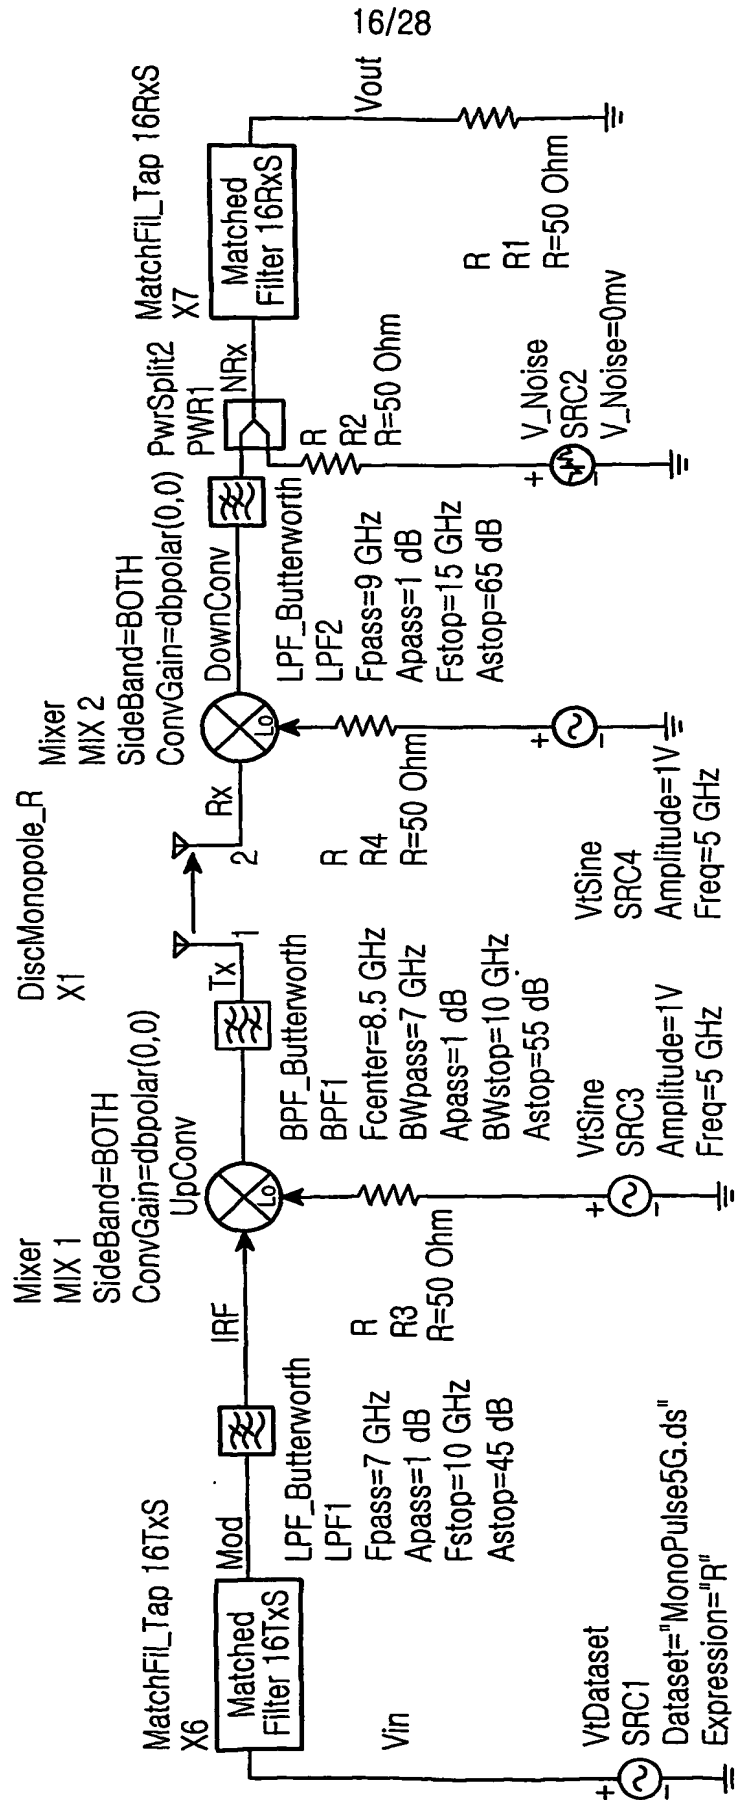 16/28
MatchFil_Tap 16TxS
X6
Matched
Filter 16TxS
Vin
VtDataset
SRC1
Dataset="MonoPulse5G.ds"
Expression="R"
+
-
Mod
LPF_Butterworth
LPF1
Fpass=7 GHz
Apass=1 dB
Fstop=10 GHz
Astop=45 dB
IRF
Mixer
MIX 1
SideBand=BOTH
ConvGain=dbpolar(0,0)
UpConv
Lo
R
R3
R=50 Ohm
+
-
VtSine
SRC3
Amplitude=1V
Freq=5 GHz
BPF_Butterworth
BPF1
Fcenter=8.5 GHz
BWpass=7 GHz
Apass=1 dB
BWstop=10 GHz
Astop=55 dB
Tx
1
DiscMonopole_R
X1
2
Rx
Mixer
MIX 2
SideBand=BOTH
ConvGain=dbpolar(0,0)
DownConv
Lo
R
R4
R=50 Ohm
+
-
VtSine
SRC4
Amplitude=1V
Freq=5 GHz
LPF_Butterworth
LPF2
Fpass=9 GHz
Apass=1 dB
Fstop=15 GHz
Astop=65 dB
PwrSplit2
PWR1
NRx
R
R2
R=50 Ohm
+
-
V_Noise
SRC2
V_Noise=0mv
MatchFil_Tap 16RxS
X7
Matched
Filter 16RxS
Vout
R
R1
R=50 Ohm